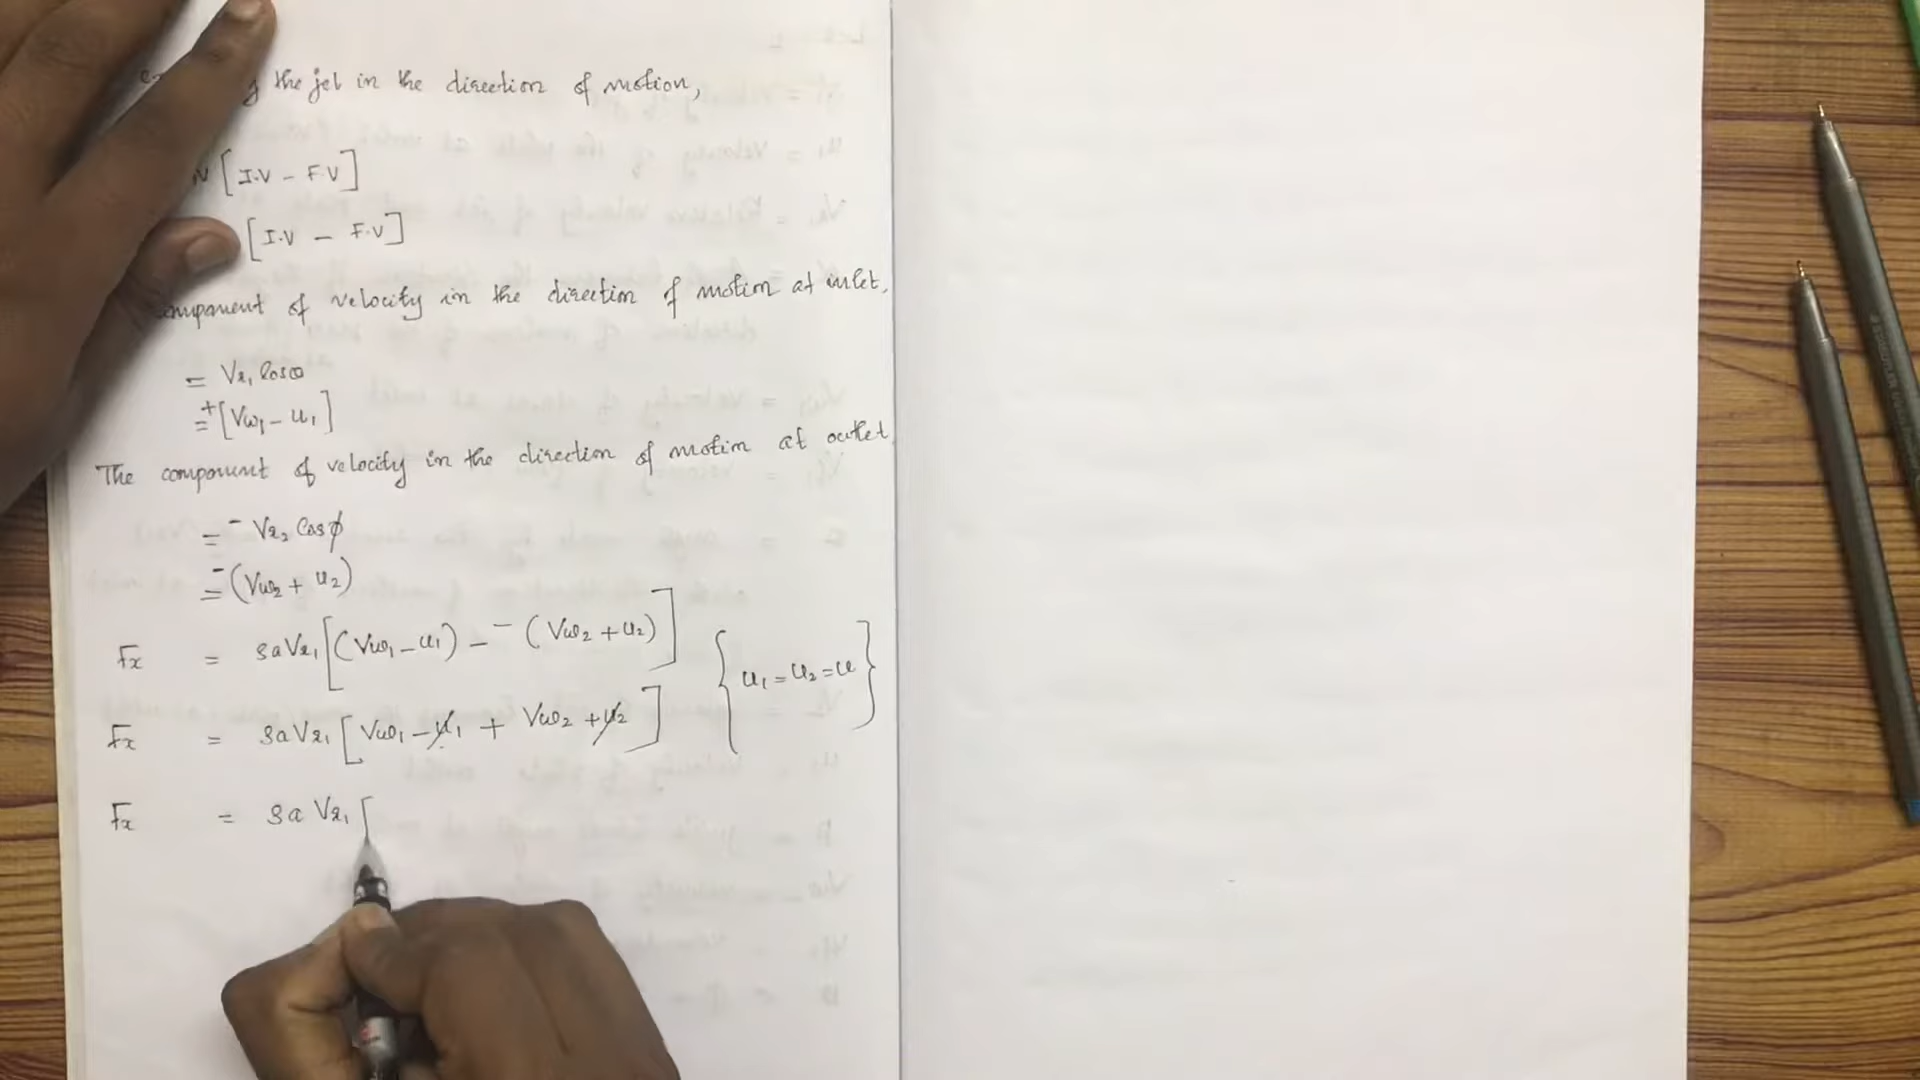 the jet in the direction of motion,
[I.V - F.V]
[I.V - F.V]
component of velocity in the direction of motion at inlet,
= Vr₁ Cosθ
= +[Vw₁ - u₁]
The component of velocity in the direction of motion at outlet
= - Vr₂ Cosϕ
= -(Vw₂ + u₂)
Fx = ρaVr₁[(Vw₁ - u₁) - -(Vw₂ + u₂)] {u₁ = u₂ = u}
Fx = ρaVr₁[Vw₁ - u₁ + Vw₂ + u₂]
Fx = ρaVr₁[